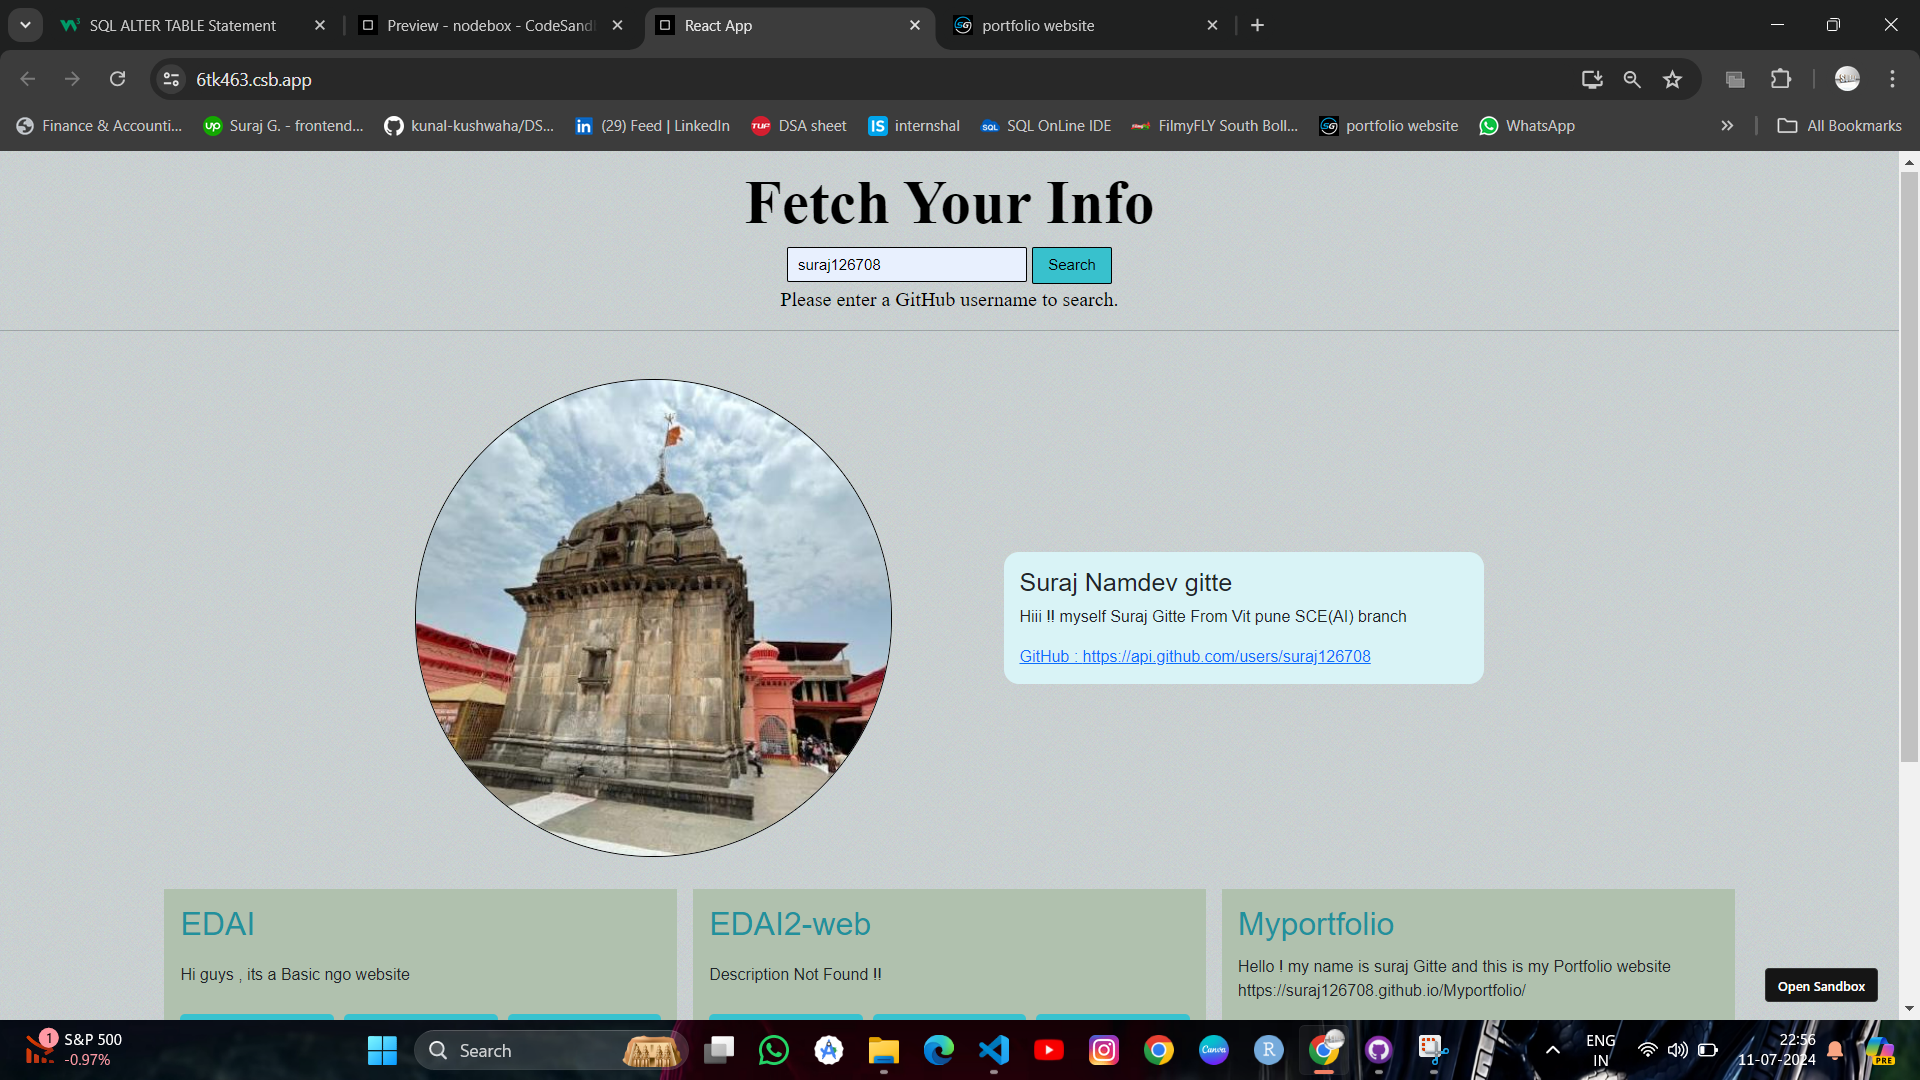 SQL ALTER TABLE Statement
Preview - nodebox - CodeSand
React App
portfolio website
6tk463.csb.app
Finance & Accounti...
Suraj G. - frontend...
kunal-kushwaha/DS...
(29) Feed | LinkedIn
DSA sheet
internshal
SQL OnLine IDE
FilmyFLY South Boll...
portfolio website
WhatsApp
All Bookmarks
Fetch Your Info
suraj126708
Search
Please enter a GitHub username to search.
Suraj Namdev gitte
Hiii !! myself Suraj Gitte From Vit pune SCE(AI) branch
GitHub : https://api.github.com/users/suraj126708
EDAI
Hi guys , its a Basic ngo website
EDAI2-web
Description Not Found !!
Myportfolio
Hello ! my name is suraj Gitte and this is my Portfolio website
https://suraj126708.github.io/Myportfolio/
Open Sandbox
1
S&P 500
-0.97%
Search
ENG
IN
22:56
11-07-2024
PRE